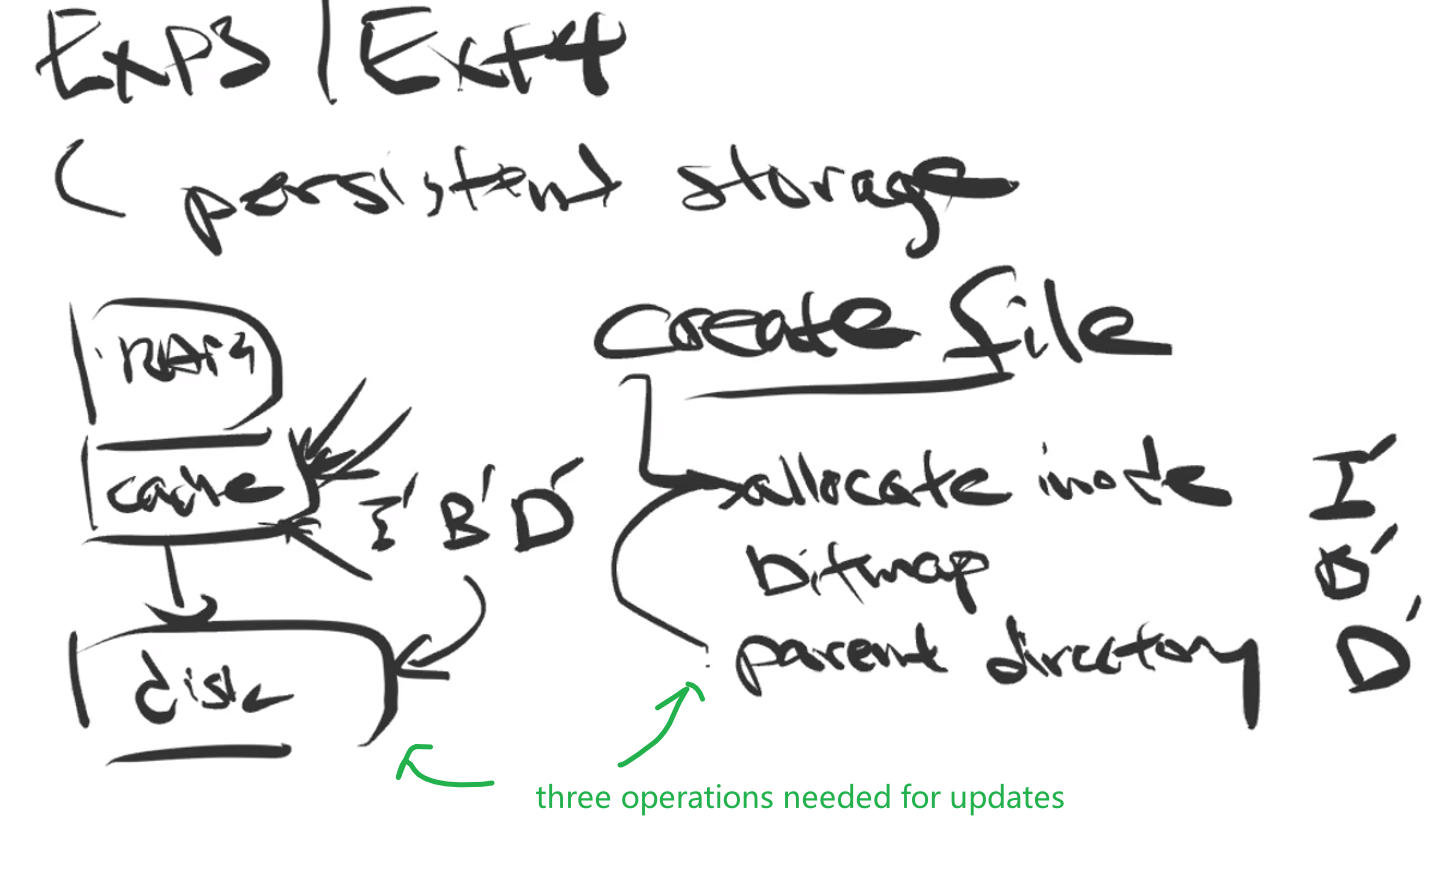 Ext3 / Ext4
persistent storage
RAM
cache
I' B' D'
disk
create file
allocate inode I'
bitmap B'
parent directory D'
three operations needed for updates